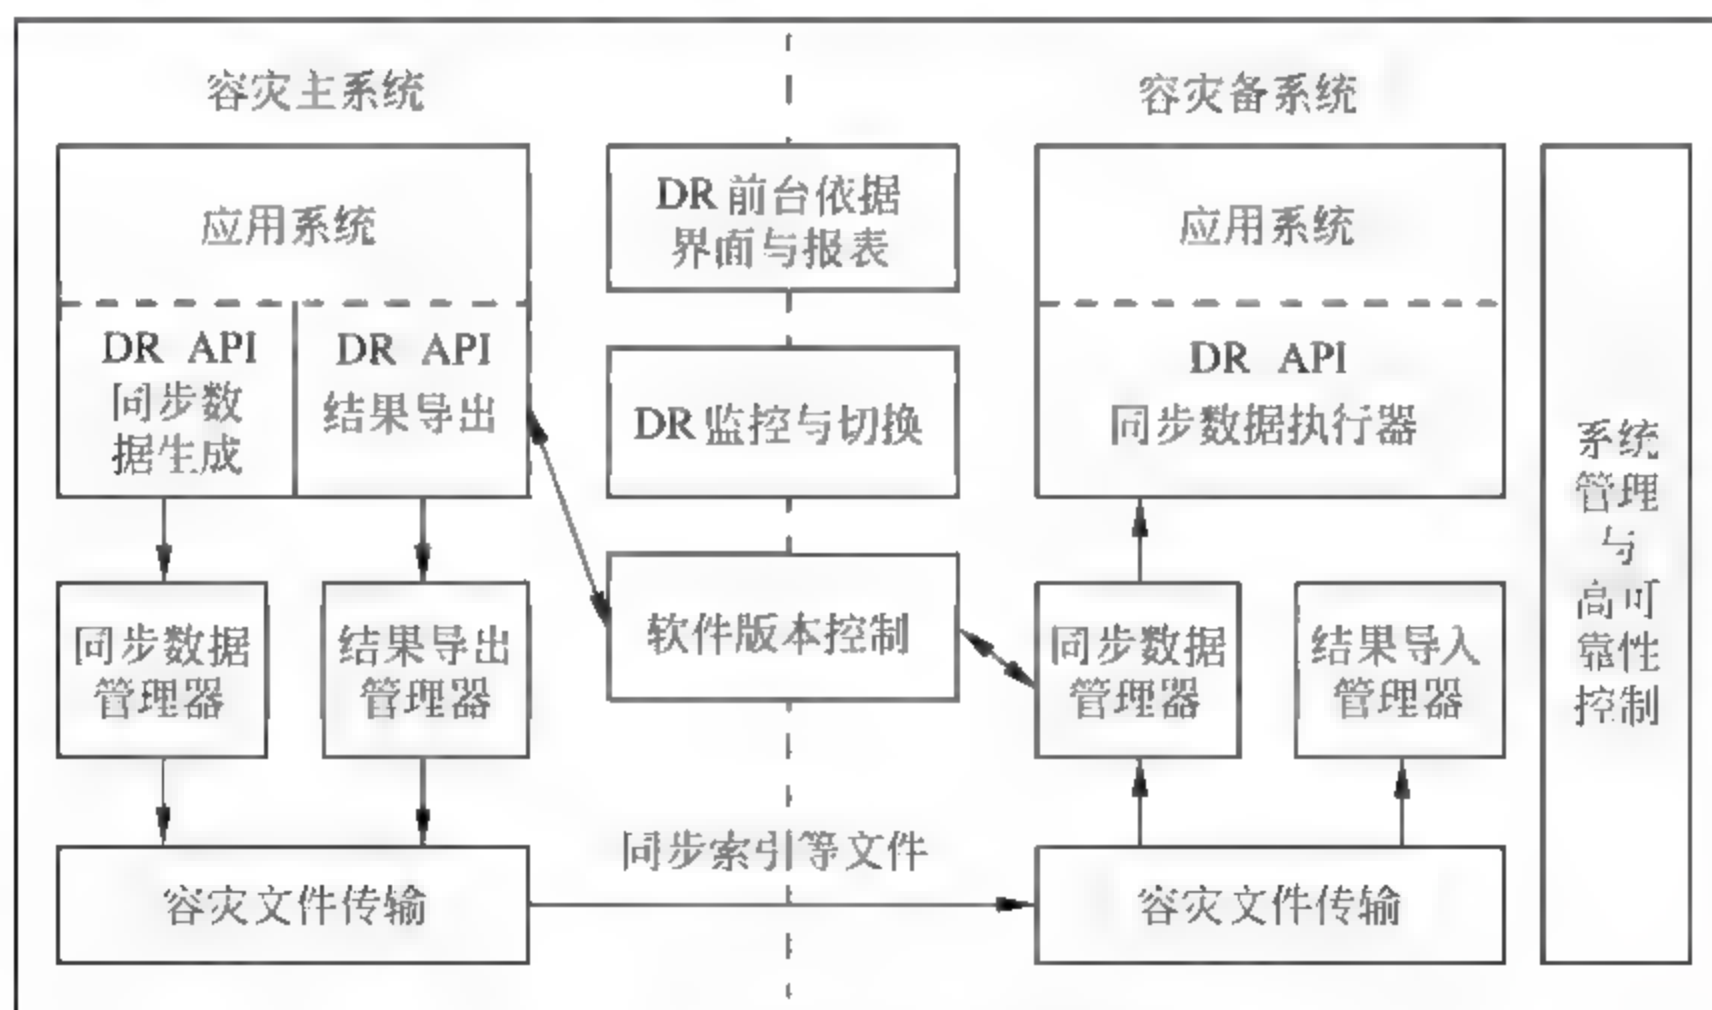 容灾主系统
容灾备系统
应用系统
DR API
同步数
据生成
DR API
结果导出
同步数据
管理器
结果导出
管理器
容灾文件传输
DR 前台依据
界面与报表
DR 监控与切换
软件版本控制
同步索引等文件
应用系统
DR API
同步数据执行器
同步数据
管理器
结果导入
管理器
容灾文件传输
系统
管理
与
高可
靠性
控制